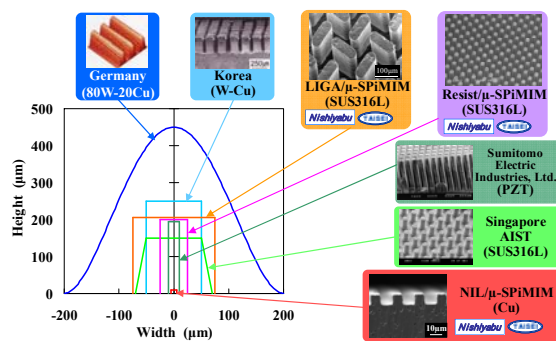 Germany
(80W-20Cu)
250μm
Korea
(W-Cu)
100μm
LIGA/μ-SPiMIM
(SUS316L)
Nishiyabu TAISEI
Resist/μ-SPiMIM
(SUS316L)
Nishiyabu TAISEI
Sumitomo
Electric
Industries, Ltd.
(PZT)
Singapore
AIST
(SUS316L)
NIL/μ-SPiMIM
(Cu)
10μm
Nishiyabu TAISEI
Height (μm)
500
400
300
200
100
0
-200 -100 0 100 200
Width (μm)